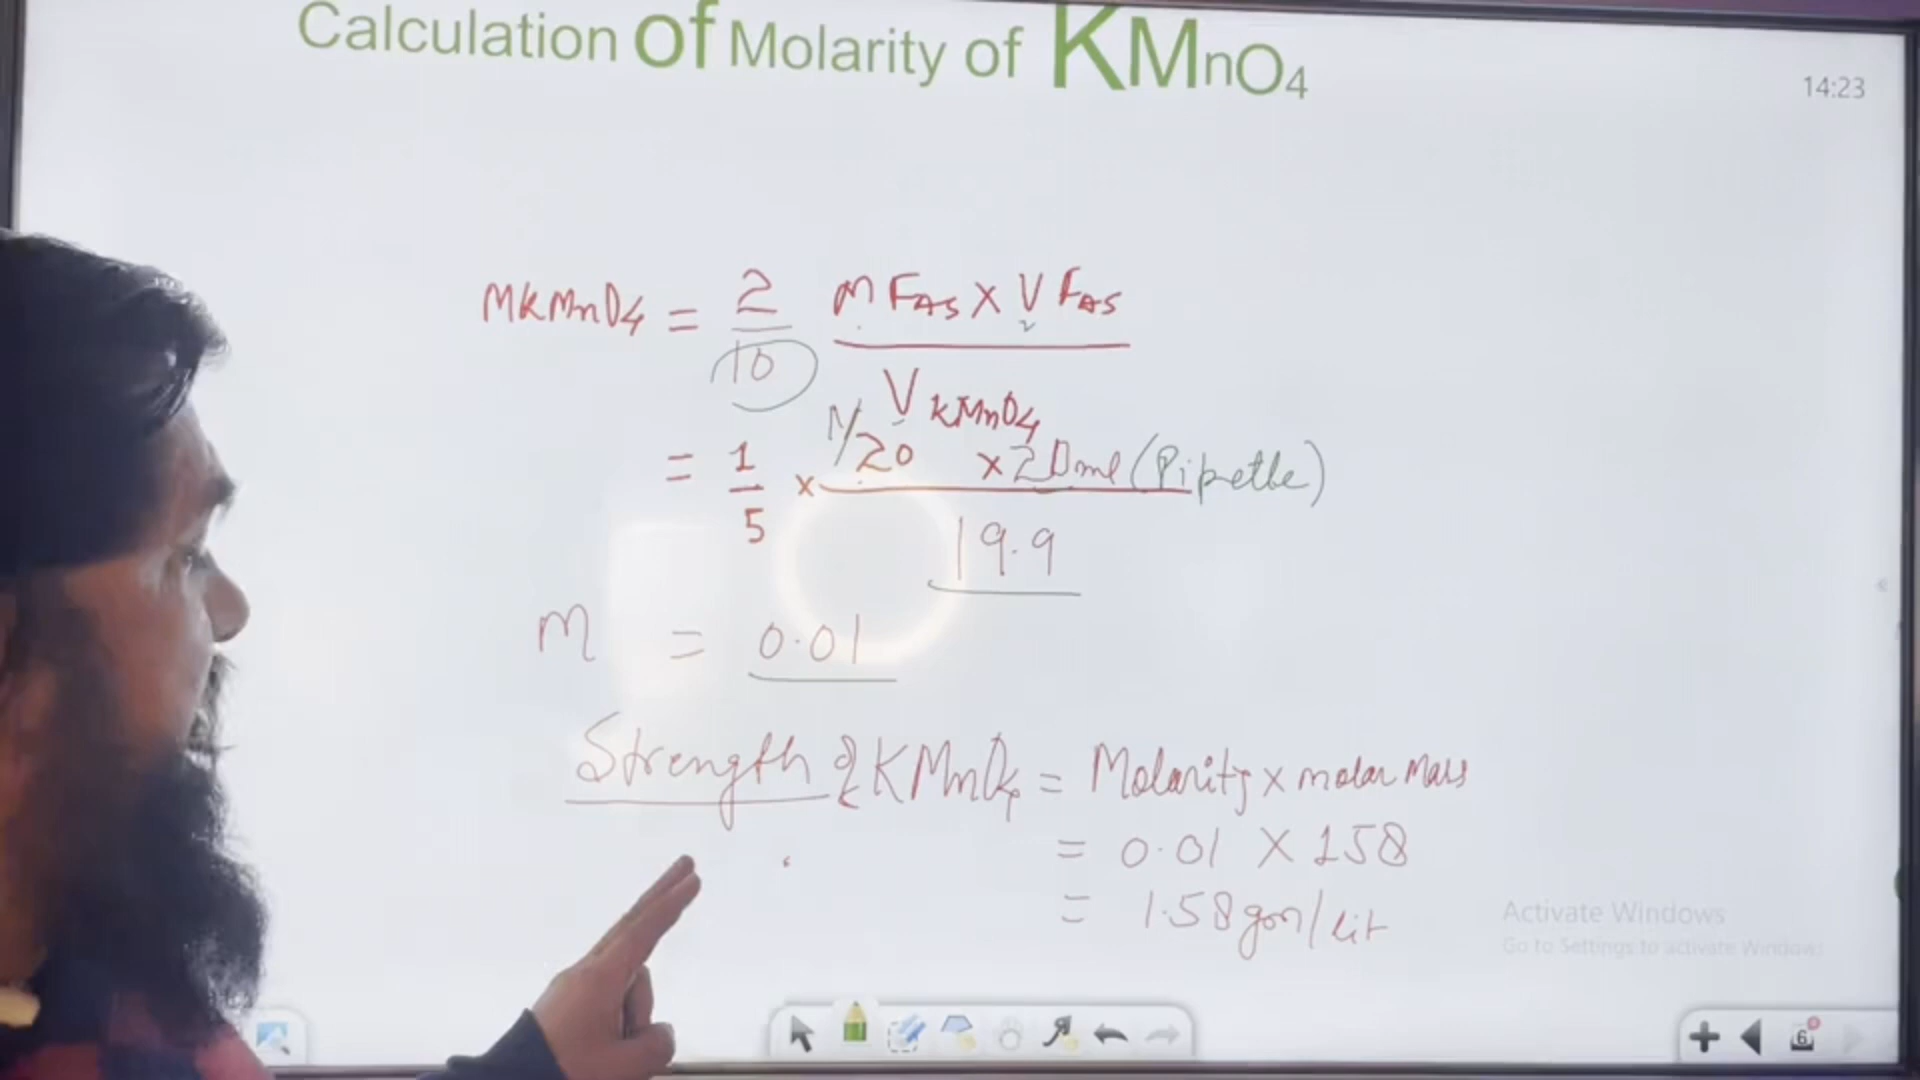 Calculation of Molarity of KMnO4
14:23
MKMnO4 = 2/10 MFAS x VFAS / VKMnO4
= 1/5 x N/20 x 20ml (Pipette) / 19.9
M = 0.01
Strength of KMnO4 = Molarity x molar Mass
= 0.01 X 158
= 1.58 gm/lit
Activate Windows
Go to Settings to activate Windows.
6